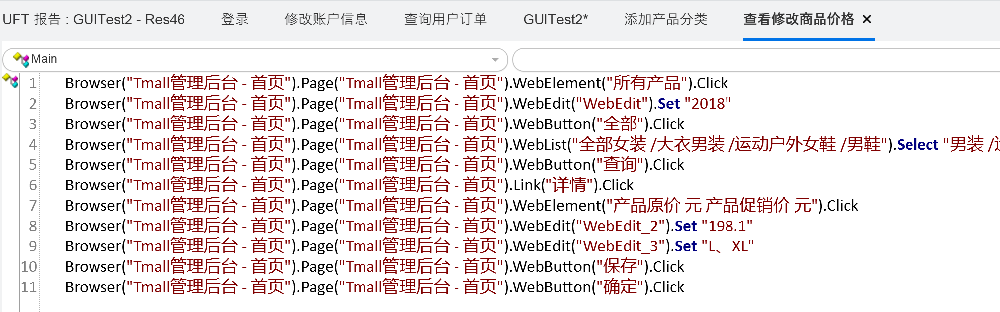 UFT 报告 : GUITest2 - Res46 登录 修改账户信息 查询用户订单 GUITest2* 添加产品分类 查看修改商品价格 ×
Main
1 Browser("Tmall管理后台 - 首页").Page("Tmall管理后台 - 首页").WebElement("所有产品").Click
2 Browser("Tmall管理后台 - 首页").Page("Tmall管理后台 - 首页").WebEdit("WebEdit").Set "2018"
3 Browser("Tmall管理后台 - 首页").Page("Tmall管理后台 - 首页").WebButton("全部").Click
4 Browser("Tmall管理后台 - 首页").Page("Tmall管理后台 - 首页").WebList("全部女装 /大衣男装 /运动户外女鞋 /男鞋").Select "男装 /
5 Browser("Tmall管理后台 - 首页").Page("Tmall管理后台 - 首页").WebButton("查询").Click
6 Browser("Tmall管理后台 - 首页").Page("Tmall管理后台 - 首页").Link("详情").Click
7 Browser("Tmall管理后台 - 首页").Page("Tmall管理后台 - 首页").WebElement("产品原价 元 产品促销价 元").Click
8 Browser("Tmall管理后台 - 首页").Page("Tmall管理后台 - 首页").WebEdit("WebEdit_2").Set "198.1"
9 Browser("Tmall管理后台 - 首页").Page("Tmall管理后台 - 首页").WebEdit("WebEdit_3").Set "L、XL"
10 Browser("Tmall管理后台 - 首页").Page("Tmall管理后台 - 首页").WebButton("保存").Click
11 Browser("Tmall管理后台 - 首页").Page("Tmall管理后台 - 首页").WebButton("确定").Click